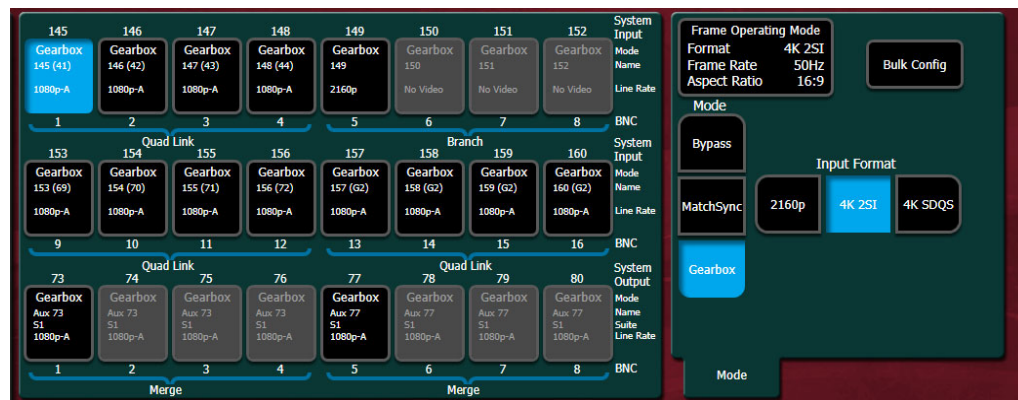 145 146 147 148 149 150 151 152 System Input
Gearbox Gearbox Gearbox Gearbox Gearbox Gearbox Gearbox Gearbox Mode
145 (41) 146 (42) 147 (43) 148 (44) 149 150 151 152 Name
1080p-A 1080p-A 1080p-A 1080p-A 2160p No Video No Video No Video Line Rate
1 2 3 4 5 6 7 8 BNC
Quad Link Branch
153 154 155 156 157 158 159 160 System Input
Gearbox Gearbox Gearbox Gearbox Gearbox Gearbox Gearbox Gearbox Mode
153 (69) 154 (70) 155 (71) 156 (72) 157 (G2) 158 (G2) 159 (G2) 160 (G2) Name
1080p-A 1080p-A 1080p-A 1080p-A 1080p-A 1080p-A 1080p-A 1080p-A Line Rate
9 10 11 12 13 14 15 16 BNC
Quad Link Quad Link
73 74 75 76 77 78 79 80 System Output
Gearbox Gearbox Gearbox Gearbox Gearbox Gearbox Gearbox Gearbox Mode
Aux 73 Aux 73 Aux 73 Aux 73 Aux 77 Aux 77 Aux 77 Aux 77 Name
S1 S1 S1 S1 S1 S1 S1 S1 Suite
1080p-A 1080p-A 1080p-A 1080p-A 1080p-A 1080p-A 1080p-A 1080p-A Line Rate
1 2 3 4 5 6 7 8 BNC
Merge Merge
Frame Operating Mode
Format 4K 2SI
Frame Rate 50Hz
Aspect Ratio 16:9
Bulk Config
Mode
Bypass
MatchSync
Gearbox
Input Format
2160p 4K 2SI 4K SDQS
Mode